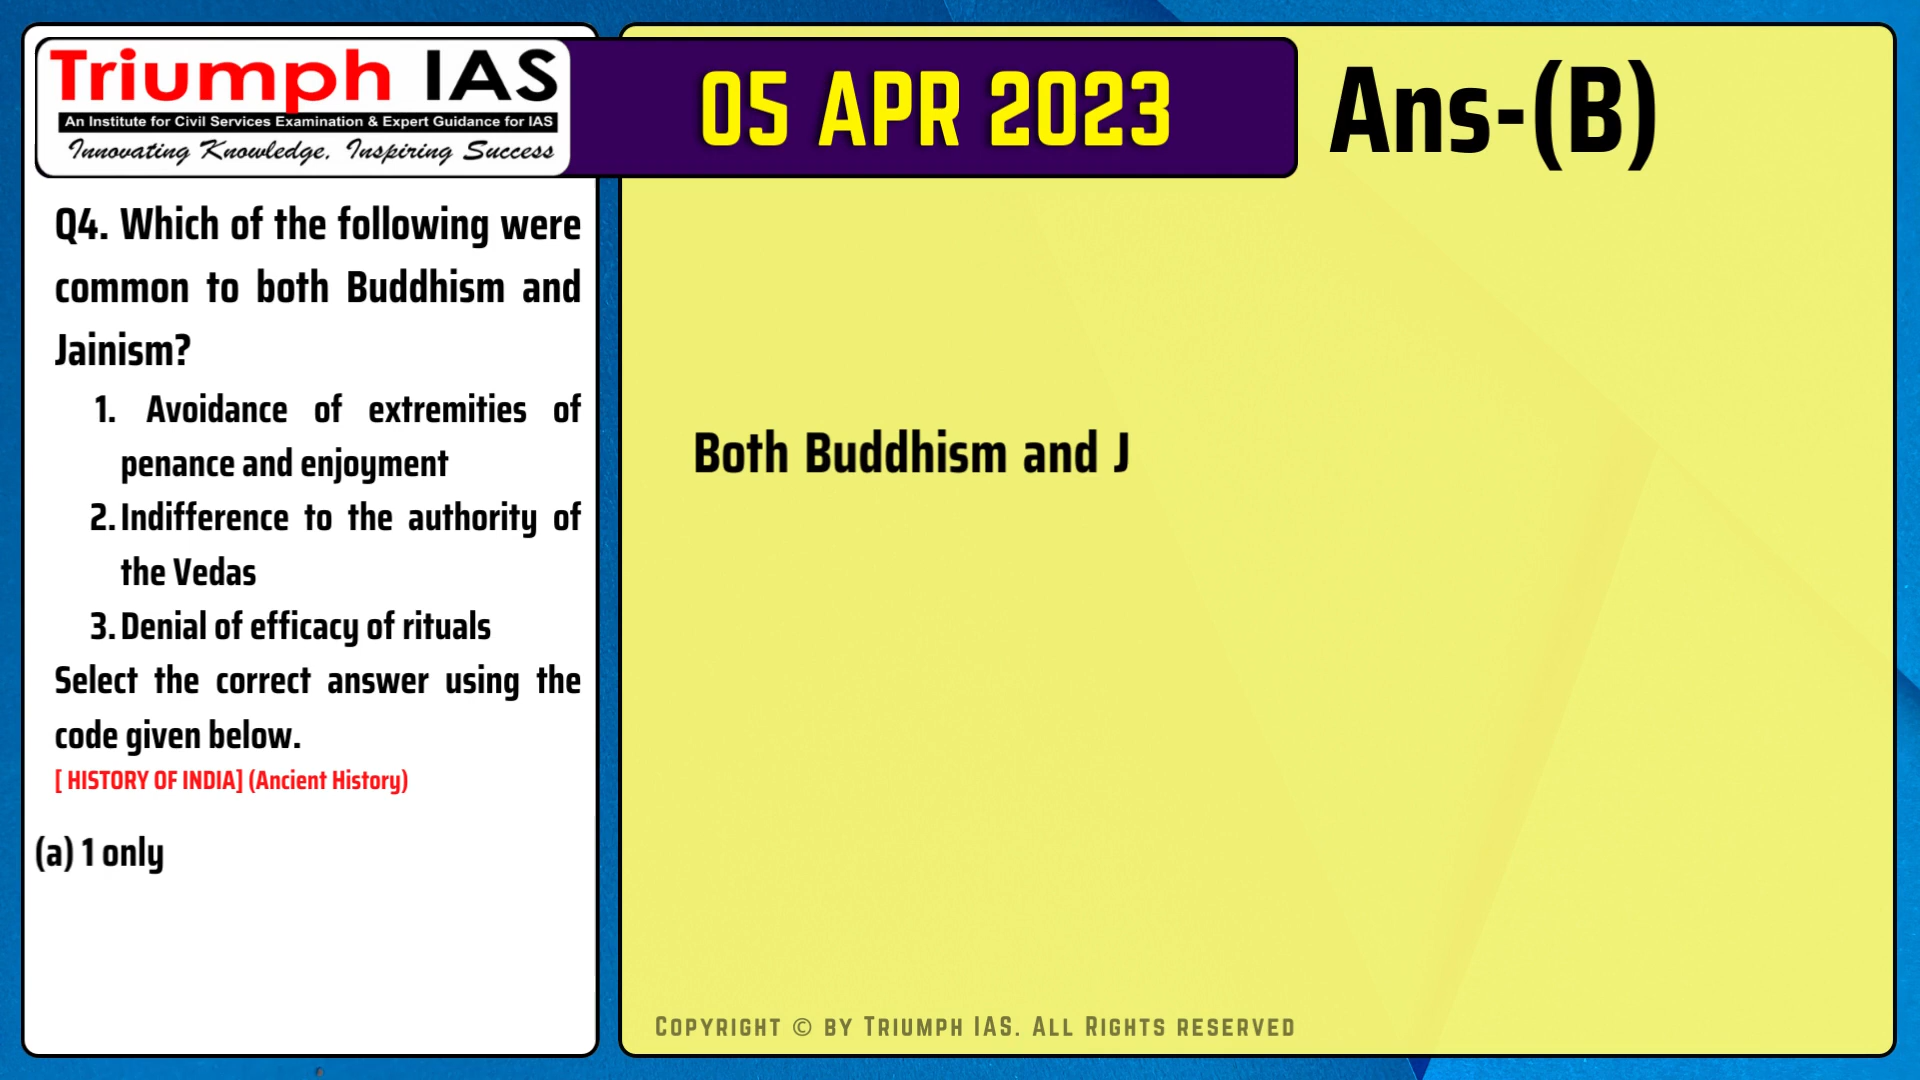 Triumph IAS
An Institute for Civil Services Examination & Expert Guidance for IAS
Innovating Knowledge, Inspiring Success
05 APR 2023
Ans-(B)
Q4. Which of the following were
common to both Buddhism and
Jainism?
1. Avoidance of extremities of
penance and enjoyment
2. Indifference to the authority of
the Vedas
3. Denial of efficacy of rituals
Select the correct answer using the
code given below.
[ HISTORY OF INDIA] (Ancient History)
(a) 1 only
Both Buddhism and J
Copyright © by Triumph IAS. All Rights reserved